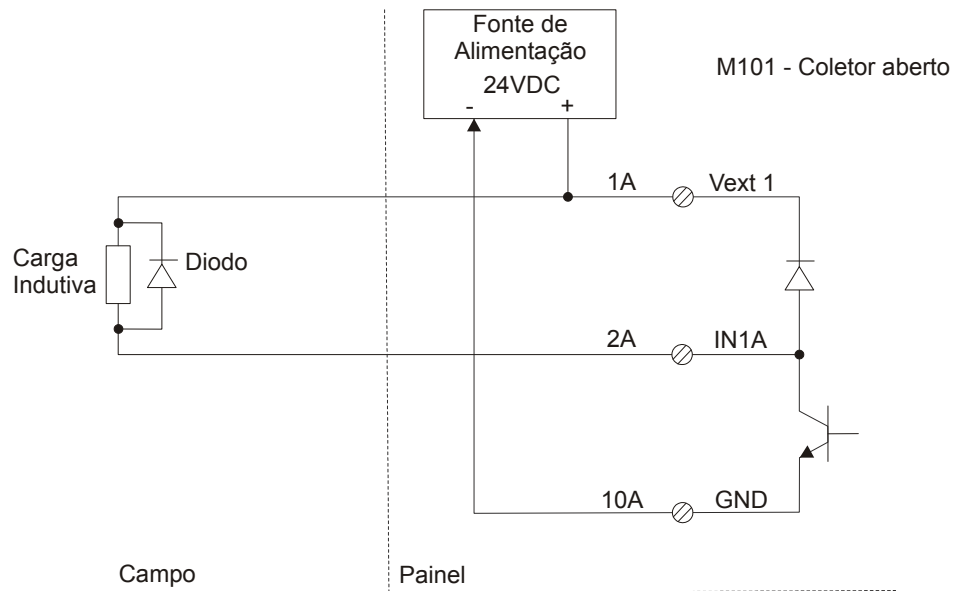 Fonte de
Alimentação
24VDC
- +
M101 - Coletor aberto
1A Vext 1
Carga
Indutiva
Diodo
2A IN1A
10A GND
Campo Painel